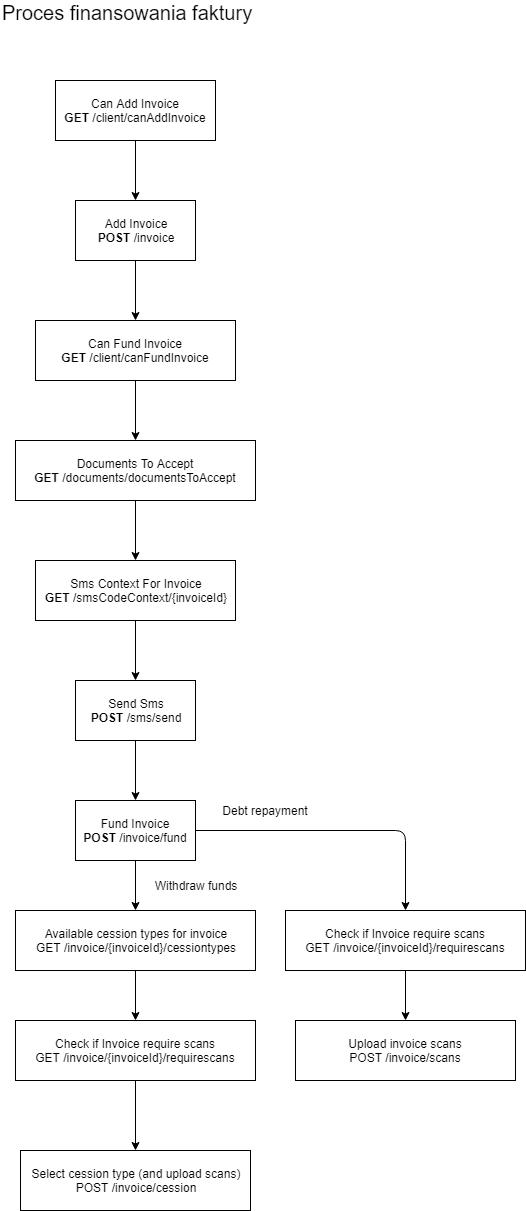 Proces finansowania faktury
Can Add Invoice
GET /client/canAddInvoice
Add Invoice
POST /invoice
Can Fund Invoice
GET /client/canFundInvoice
Documents To Accept
GET /documents/documentsToAccept
Sms Context For Invoice
GET /smsCodeContext/{invoiceId}
Send Sms
POST /sms/send
Fund Invoice
POST /invoice/fund
Debt repayment
Withdraw funds
Available cession types for invoice
GET /invoice/{invoiceId}/cessiontypes
Check if Invoice require scans
GET /invoice/{invoiceId}/requirescans
Check if Invoice require scans
GET /invoice/{invoiceId}/requirescans
Upload invoice scans
POST /invoice/scans
Select cession type (and upload scans)
POST /invoice/cession